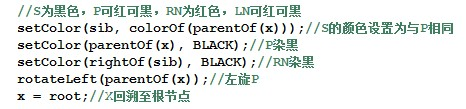 //S为黑色，P可红可黑，RN为红色，LN可红可黑
setColor(sib, colorOf(parentOf(x)));//S的颜色设置为与P相同
setColor(parentOf(x), BLACK);//P染黑
setColor(rightOf(sib), BLACK);//RN染黑
rotateLeft(parentOf(x));//左旋P
x = root;//X回溯至根节点